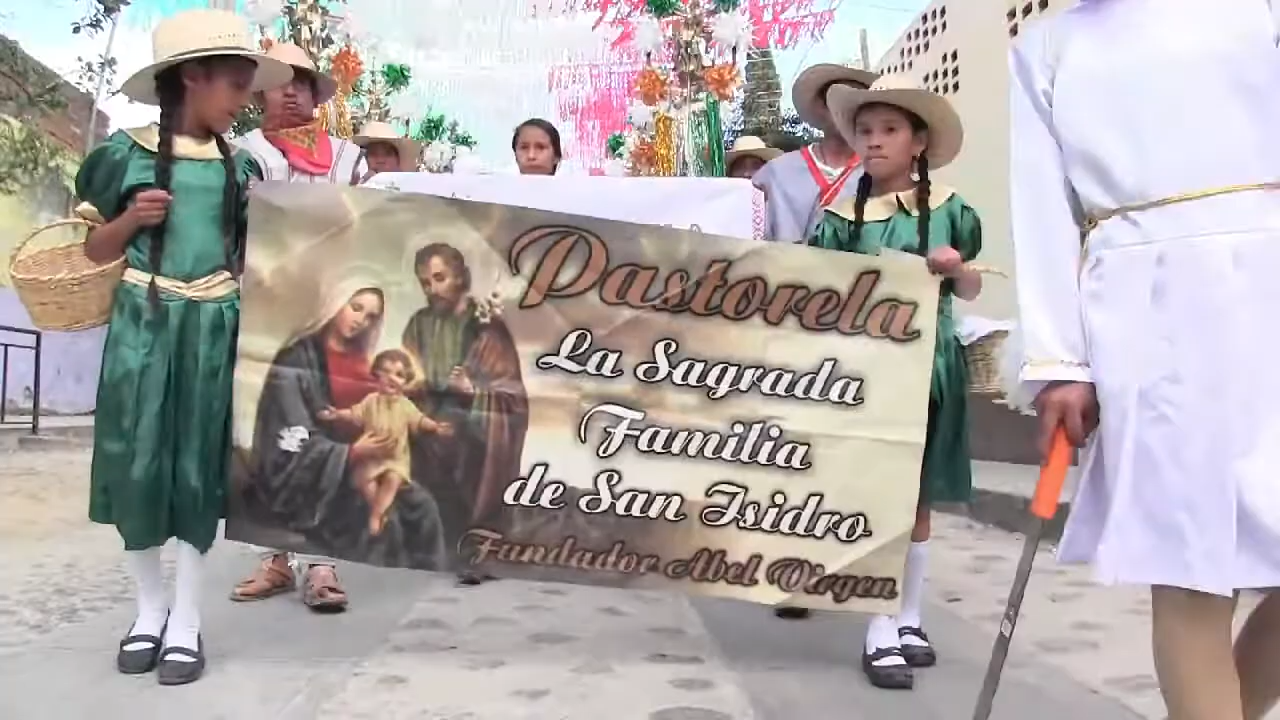 Pastorela
La Sagrada
Familia
de San Isidro
Fundador Abel Virgen